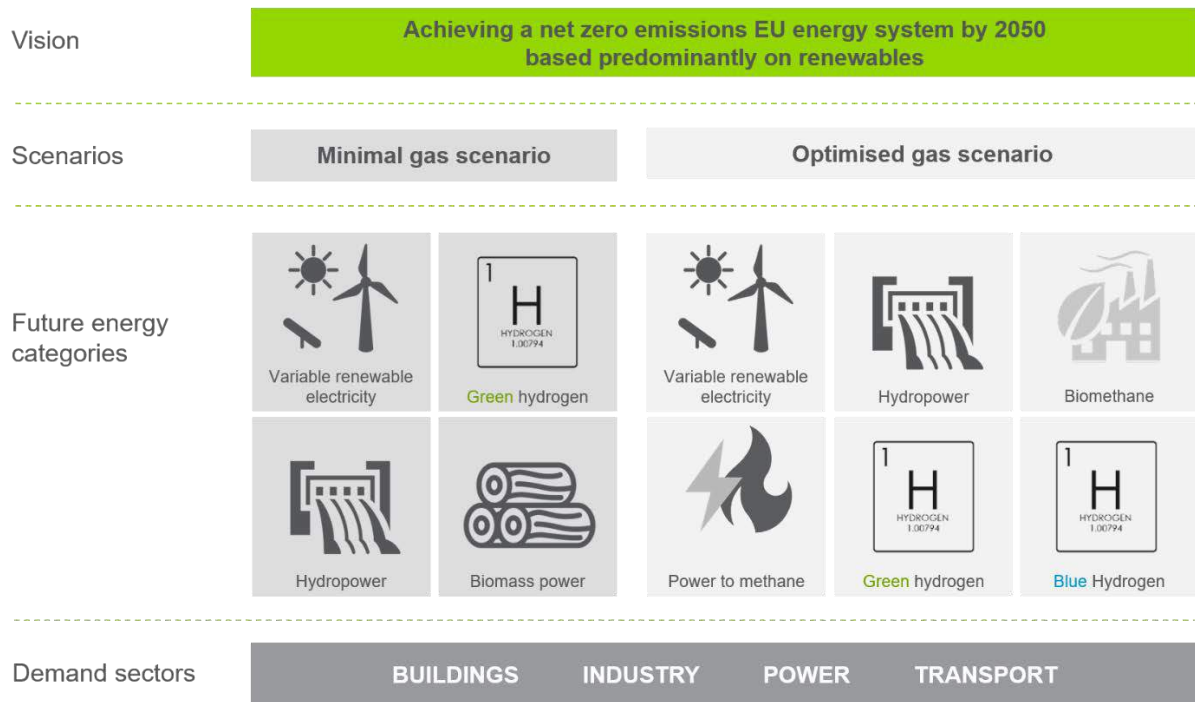 Vision
Achieving a net zero emissions EU energy system by 2050
based predominantly on renewables
Scenarios
Minimal gas scenario
Optimised gas scenario
Future energy
categories
Variable renewable
electricity
1
H
HYDROGEN
1.00794
Green hydrogen
Variable renewable
electricity
Hydropower
Biomethane
Hydropower
Biomass power
Power to methane
1
H
HYDROGEN
1.00794
Green hydrogen
1
H
HYDROGEN
1.00794
Blue Hydrogen
Demand sectors
BUILDINGS INDUSTRY POWER TRANSPORT